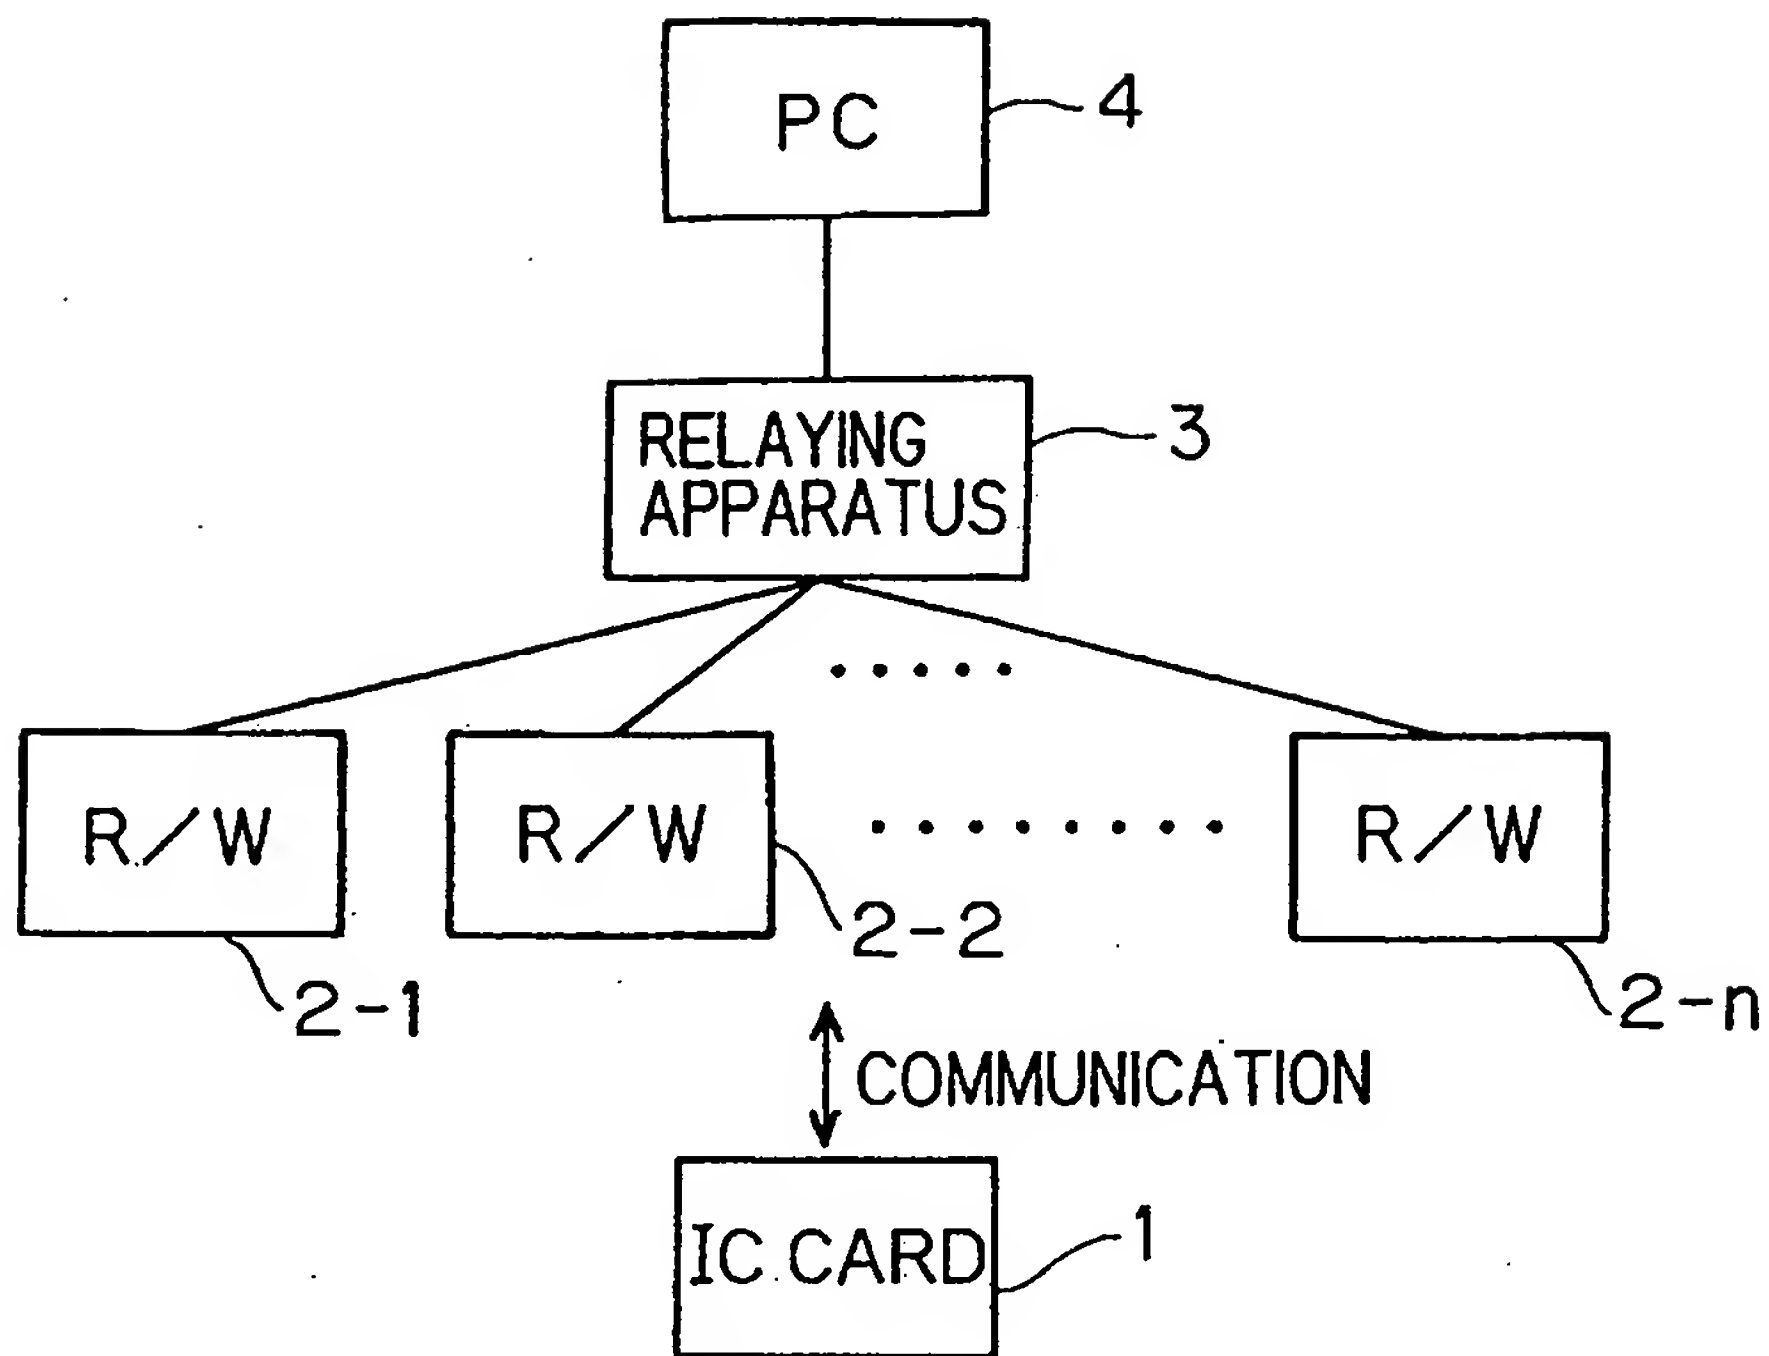 PC
4
RELAYING
APPARATUS
3
R/W
R/W
R/W
2-1
2-2
2-n
COMMUNICATION
IC CARD
1